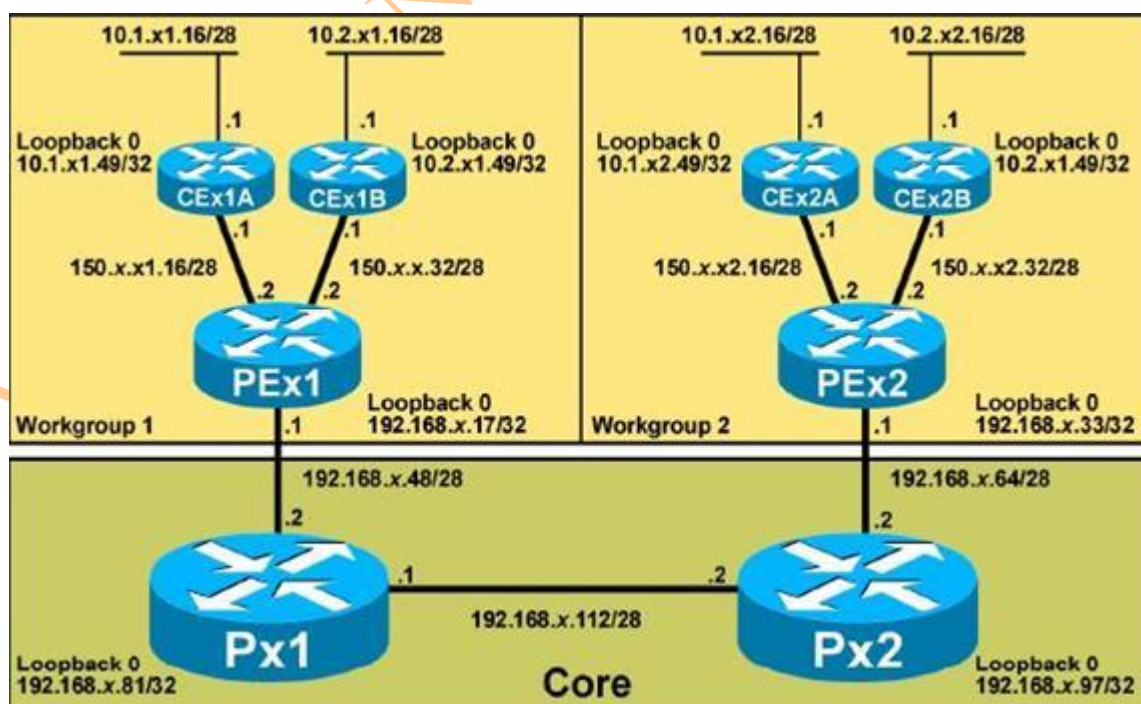 10.1.x1.16/28
10.2.x1.16/28
10.1.x2.16/28
10.2.x2.16/28
.1
.1
.1
.1
Loopback 0
10.1.x1.49/32
Loopback 0
10.2.x1.49/32
Loopback 0
10.1.x2.49/32
Loopback 0
10.2.x1.49/32
CEx1A
CEx1B
CEx2A
CEx2B
.1
.1
.1
.1
150.x.x1.16/28
150.x.x.32/28
150.x.x2.16/28
150.x.x2.32/28
.2
.2
.2
.2
PEx1
PEx2
Loopback 0
192.168.x.17/32
Loopback 0
192.168.x.33/32
Workgroup 1
.1
Workgroup 2
.1
192.168.x.48/28
192.168.x.64/28
.2
.2
.1
.2
192.168.x.112/28
Px1
Px2
Loopback 0
192.168.x.81/32
Core
Loopback 0
192.168.x.97/32